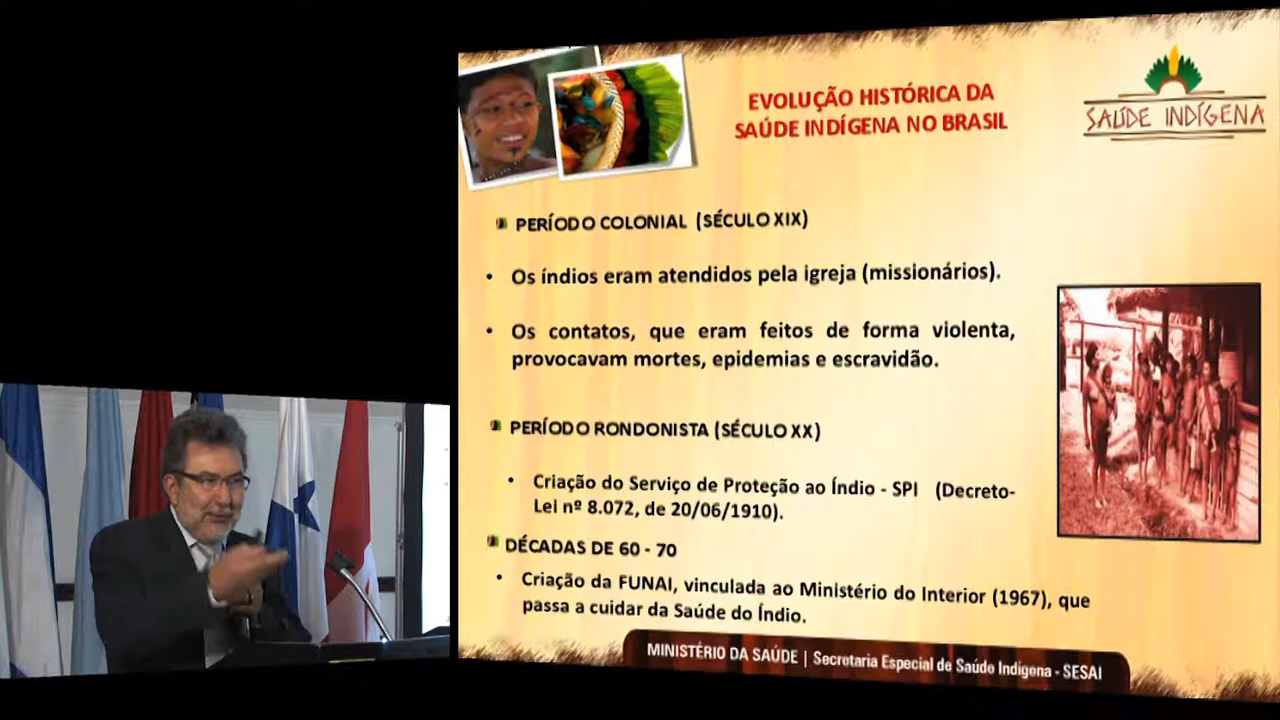 EVOLUÇÃO HISTÓRICA DA
SAÚDE INDÍGENA NO BRASIL
SAÚDE INDÍGENA
PERÍODO COLONIAL (SÉCULO XIX)
• Os índios eram atendidos pela igreja (missionários).
• Os contatos, que eram feitos de forma violenta,
provocavam mortes, epidemias e escravidão.
PERÍODO RONDONISTA (SÉCULO XX)
• Criação do Serviço de Proteção ao Índio - SPI (Decreto-
Lei nº 8.072, de 20/06/1910).
DÉCADAS DE 60 - 70
• Criação da FUNAI, vinculada ao Ministério do Interior (1967), que
passa a cuidar da Saúde do Índio.
MINISTÉRIO DA SAÚDE | Secretaria Especial de Saúde Indígena - SESAI